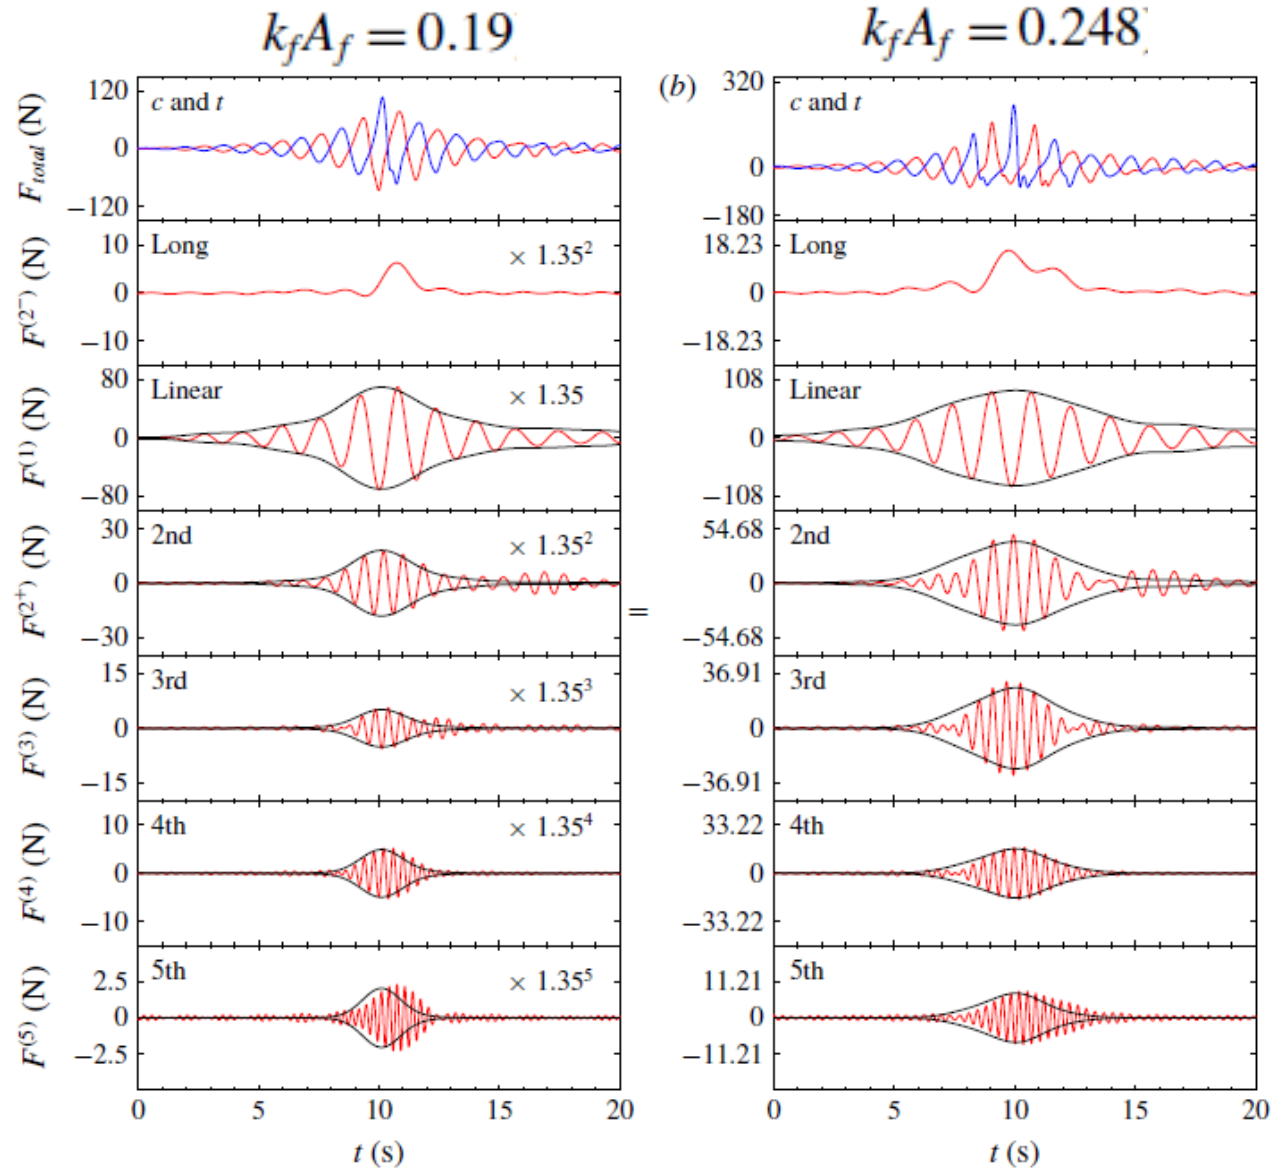 k_f A_f = 0.19
k_f A_f = 0.248
(b)
F_total (N)
120
0
−120
c and t
320
0
−180
c and t
F^(2−) (N)
10
0
−10
Long
× 1.35²
18.23
0
−18.23
Long
F^(1) (N)
80
0
−80
Linear
× 1.35
108
0
−108
Linear
F^(2+) (N)
30
0
−30
2nd
× 1.35²
=
54.68
0
−54.68
2nd
F^(3) (N)
15
0
−15
3rd
× 1.35³
36.91
0
−36.91
3rd
F^(4) (N)
10
0
−10
4th
× 1.35⁴
33.22
0
−33.22
4th
F^(5) (N)
2.5
0
−2.5
5th
× 1.35⁵
11.21
0
−11.21
5th
0 5 10 15 20
t (s)
0 5 10 15 20
t (s)